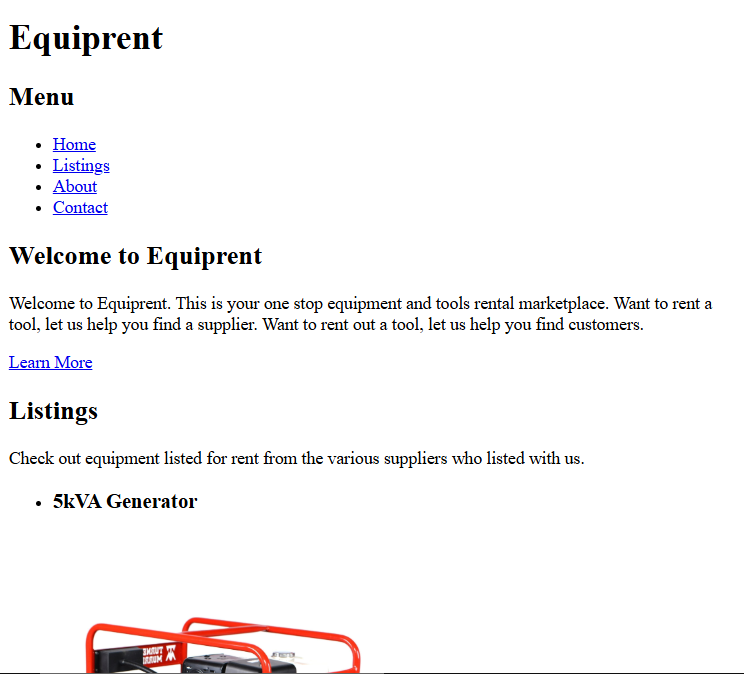 Equiprent
Menu
Home
Listings
About
Contact
Welcome to Equiprent
Welcome to Equiprent. This is your one stop equipment and tools rental marketplace. Want to rent a
tool, let us help you find a supplier. Want to rent out a tool, let us help you find customers.
Learn More
Listings
Check out equipment listed for rent from the various suppliers who listed with us.
5kVA Generator